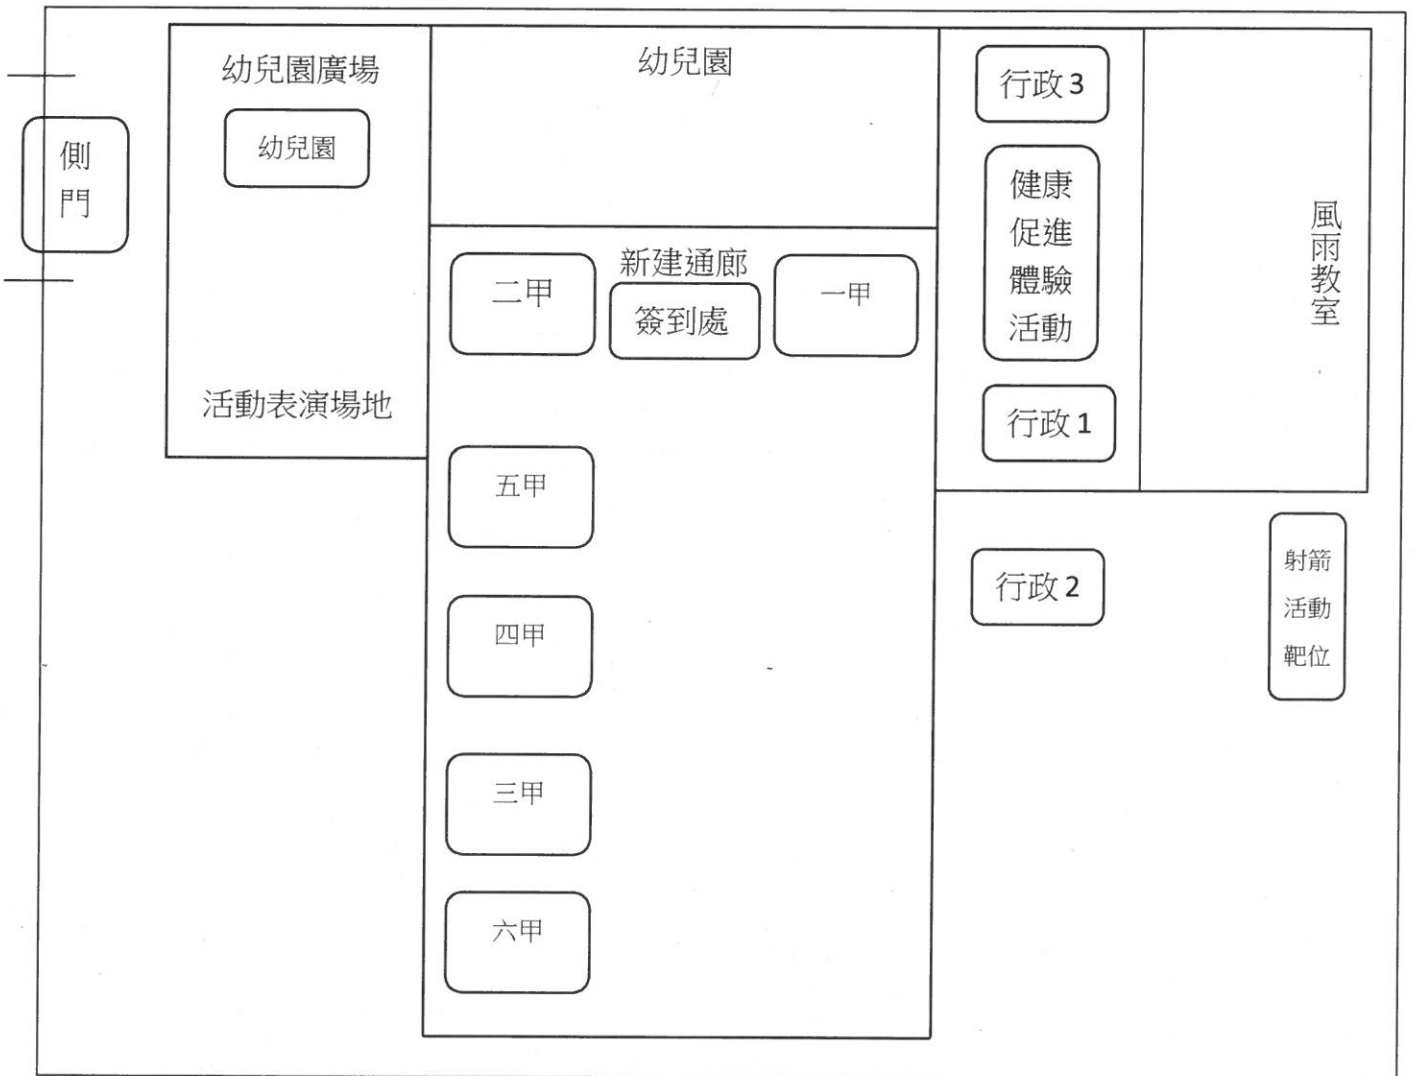 幼兒園廣場
幼兒園
側
門
活動表演場地
幼兒園
新建通廊
二甲
簽到處
一甲
五甲
四甲
三甲
六甲
行政3
健康
促進
體驗
活動
行政1
風雨教室
行政2
射箭
活動
靶位